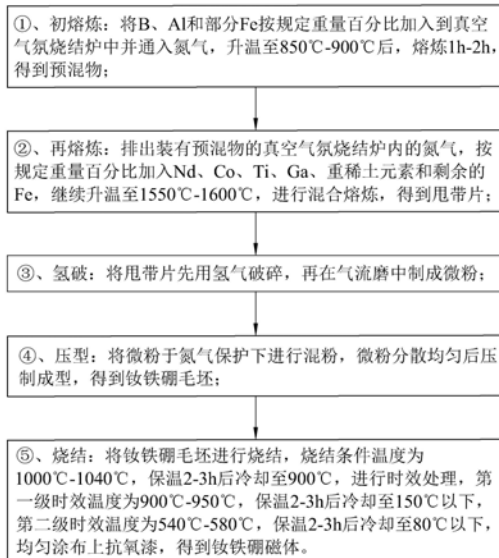 ①、初熔炼：将B、Al和部分Fe按规定重量百分比加入到真空
气氛烧结炉中并通入氮气，升温至850℃-900℃后，熔炼1h-2h，
得到预混物；
②、再熔炼：排出装有预混物的真空气氛烧结炉内的氮气，按
规定重量百分比加入Nd、Co、Ti、Ga、重稀土元素和剩余的
Fe，继续升温至1550℃-1600℃，进行混合熔炼，得到甩带片；
③、氢破：将甩带片先用氢气破碎，再在气流磨中制成微粉；
④、压型：将微粉于氮气保护下进行混粉，微粉分散均匀后压
制成型，得到钕铁硼毛坯；
⑤、烧结：将钕铁硼毛坯进行烧结，烧结条件温度为
1000℃-1040℃，保温2-3h后冷却至900℃，进行时效处理，第
一级时效温度为900℃-950℃，保温2-3h后冷却至150℃以下，
第二级时效温度为540℃-580℃，保温2-3h后冷却至80℃以下，
均匀涂布上抗氧漆，得到钕铁硼磁体。